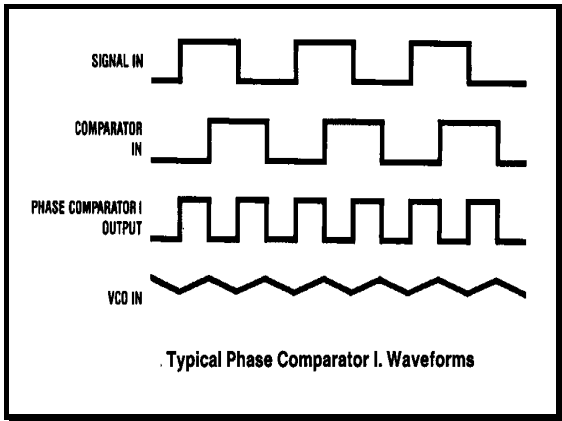 SIGNAL IN
COMPARATOR
IN
PHASE COMPARATOR I
OUTPUT
VCO IN
. Typical Phase Comparator I. Waveforms